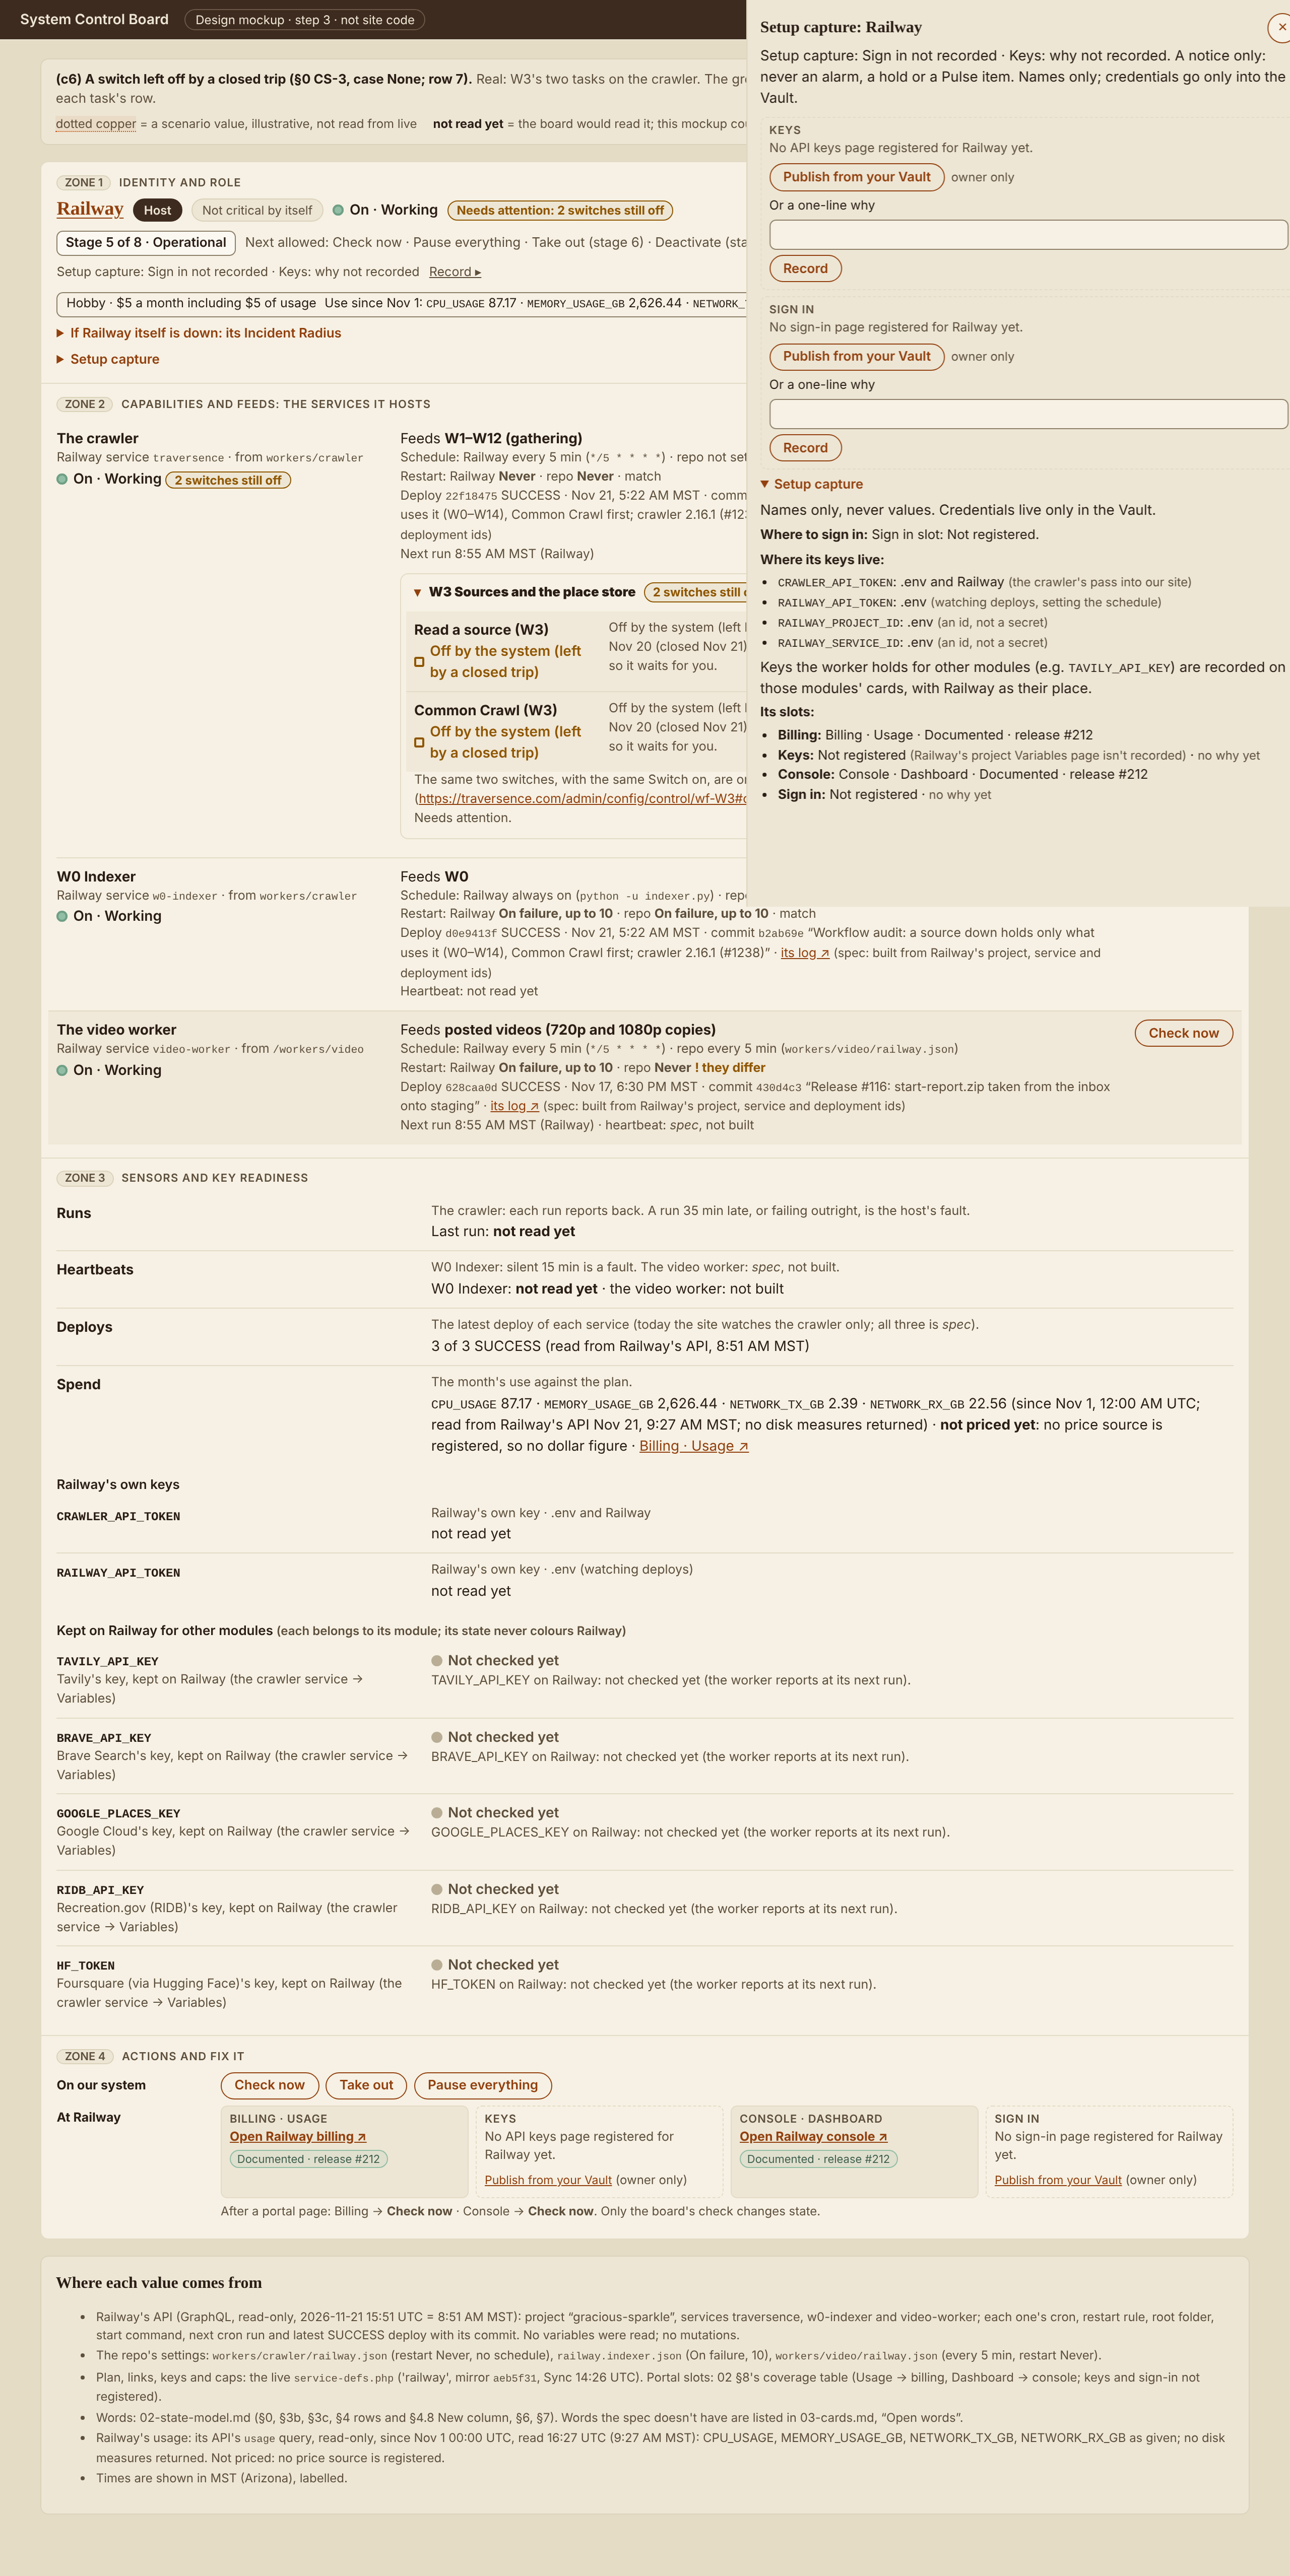 System Control Board
Design mockup · step 3 · not site code
(c6) A switch left off by a closed trip (§0 CS-3, case None; row 7). Real: W3's two tasks on the crawler. The gr
each task's row.
dotted copper = a scenario value, illustrative, not read from live not read yet = the board would read it; this mockup cou
ZONE 1 IDENTITY AND ROLE
Railway Host Not critical by itself On · Working Needs attention: 2 switches still off
Stage 5 of 8 · Operational Next allowed: Check now · Pause everything · Take out (stage 6) · Deactivate (sta
Setup capture: Sign in not recorded · Keys: why not recorded Record ▸
Hobby · $5 a month including $5 of usage Use since Nov 1: CPU_USAGE 87.17 · MEMORY_USAGE_GB 2,626.44 · NETWORK_
▶ If Railway itself is down: its Incident Radius
▶ Setup capture
ZONE 2 CAPABILITIES AND FEEDS: THE SERVICES IT HOSTS
The crawler
Railway service traversence · from workers/crawler
On · Working 2 switches still off
Feeds W1–W12 (gathering)
Schedule: Railway every 5 min (*/5 * * * *) · repo not set
Restart: Railway Never · repo Never · match
Deploy 22f18475 SUCCESS · Nov 21, 5:22 AM MST · comm
uses it (W0–W14), Common Crawl first; crawler 2.16.1 (#123
deployment ids)
Next run 8:55 AM MST (Railway)
▼ W3 Sources and the place store 2 switches still o
Read a source (W3)
Off by the system (left
by a closed trip)
Off by the system (left
Nov 20 (closed Nov 21)
so it waits for you.
Common Crawl (W3)
Off by the system (left
by a closed trip)
Off by the system (left
Nov 20 (closed Nov 21)
so it waits for you.
The same two switches, with the same Switch on, are on
(https://traversence.com/admin/config/control/wf-W3#c
Needs attention.
W0 Indexer
Railway service w0-indexer · from workers/crawler
On · Working
Feeds W0
Schedule: Railway always on (python -u indexer.py) · repo
Restart: Railway On failure, up to 10 · repo On failure, up to 10 · match
Deploy d0e9413f SUCCESS · Nov 21, 5:22 AM MST · commit b2ab69e “Workflow audit: a source down holds only what
uses it (W0–W14), Common Crawl first; crawler 2.16.1 (#1238)” · its log ↗ (spec: built from Railway's project, service and
deployment ids)
Heartbeat: not read yet
The video worker
Railway service video-worker · from /workers/video
On · Working
Feeds posted videos (720p and 1080p copies)
Schedule: Railway every 5 min (*/5 * * * *) · repo every 5 min (workers/video/railway.json)
Restart: Railway On failure, up to 10 · repo Never ! they differ
Deploy 628caa0d SUCCESS · Nov 17, 6:30 PM MST · commit 430d4c3 “Release #116: start-report.zip taken from the inbox
onto staging” · its log ↗ (spec: built from Railway's project, service and deployment ids)
Next run 8:55 AM MST (Railway) · heartbeat: spec, not built
Check now
ZONE 3 SENSORS AND KEY READINESS
Runs
The crawler: each run reports back. A run 35 min late, or failing outright, is the host's fault.
Last run: not read yet
Heartbeats
W0 Indexer: silent 15 min is a fault. The video worker: spec, not built.
W0 Indexer: not read yet · the video worker: not built
Deploys
The latest deploy of each service (today the site watches the crawler only; all three is spec).
3 of 3 SUCCESS (read from Railway's API, 8:51 AM MST)
Spend
The month's use against the plan.
CPU_USAGE 87.17 · MEMORY_USAGE_GB 2,626.44 · NETWORK_TX_GB 2.39 · NETWORK_RX_GB 22.56 (since Nov 1, 12:00 AM UTC;
read from Railway's API Nov 21, 9:27 AM MST; no disk measures returned) · not priced yet: no price source is
registered, so no dollar figure · Billing · Usage ↗
Railway's own keys
CRAWLER_API_TOKEN
Railway's own key · .env and Railway
not read yet
RAILWAY_API_TOKEN
Railway's own key · .env (watching deploys)
not read yet
Kept on Railway for other modules (each belongs to its module; its state never colours Railway)
TAVILY_API_KEY
Tavily's key, kept on Railway (the crawler service →
Variables)
Not checked yet
TAVILY_API_KEY on Railway: not checked yet (the worker reports at its next run).
BRAVE_API_KEY
Brave Search's key, kept on Railway (the crawler service →
Variables)
Not checked yet
BRAVE_API_KEY on Railway: not checked yet (the worker reports at its next run).
GOOGLE_PLACES_KEY
Google Cloud's key, kept on Railway (the crawler service →
Variables)
Not checked yet
GOOGLE_PLACES_KEY on Railway: not checked yet (the worker reports at its next run).
RIDB_API_KEY
Recreation.gov (RIDB)'s key, kept on Railway (the crawler
service → Variables)
Not checked yet
RIDB_API_KEY on Railway: not checked yet (the worker reports at its next run).
HF_TOKEN
Foursquare (via Hugging Face)'s key, kept on Railway (the
crawler service → Variables)
Not checked yet
HF_TOKEN on Railway: not checked yet (the worker reports at its next run).
ZONE 4 ACTIONS AND FIX IT
On our system Check now Take out Pause everything
At Railway
BILLING · USAGE
Open Railway billing ↗
Documented · release #212
KEYS
No API keys page registered for
Railway yet.
Publish from your Vault (owner only)
CONSOLE · DASHBOARD
Open Railway console ↗
Documented · release #212
SIGN IN
No sign-in page registered for Railway
yet.
Publish from your Vault (owner only)
After a portal page: Billing → Check now · Console → Check now. Only the board's check changes state.
Where each value comes from
• Railway's API (GraphQL, read-only, 2026-11-21 15:51 UTC = 8:51 AM MST): project “gracious-sparkle”, services traversence, w0-indexer and video-worker; each one's cron, restart rule, root folder,
start command, next cron run and latest SUCCESS deploy with its commit. No variables were read; no mutations.
• The repo's settings: workers/crawler/railway.json (restart Never, no schedule), railway.indexer.json (On failure, 10), workers/video/railway.json (every 5 min, restart Never).
• Plan, links, keys and caps: the live service-defs.php ('railway', mirror aeb5f31, Sync 14:26 UTC). Portal slots: 02 §8's coverage table (Usage → billing, Dashboard → console; keys and sign-in not
registered).
• Words: 02-state-model.md (§0, §3b, §3c, §4 rows and §4.8 New column, §6, §7). Words the spec doesn't have are listed in 03-cards.md, “Open words”.
• Railway's usage: its API's usage query, read-only, since Nov 1 00:00 UTC, read 16:27 UTC (9:27 AM MST): CPU_USAGE, MEMORY_USAGE_GB, NETWORK_TX_GB, NETWORK_RX_GB as given; no disk
measures returned. Not priced: no price source is registered.
• Times are shown in MST (Arizona), labelled.
Setup capture: Railway
×
Setup capture: Sign in not recorded · Keys: why not recorded. A notice only:
never an alarm, a hold or a Pulse item. Names only; credentials go only into the
Vault.
KEYS
No API keys page registered for Railway yet.
Publish from your Vault owner only
Or a one-line why
Record
SIGN IN
No sign-in page registered for Railway yet.
Publish from your Vault owner only
Or a one-line why
Record
▼ Setup capture
Names only, never values. Credentials live only in the Vault.
Where to sign in: Sign in slot: Not registered.
Where its keys live:
• CRAWLER_API_TOKEN: .env and Railway (the crawler's pass into our site)
• RAILWAY_API_TOKEN: .env (watching deploys, setting the schedule)
• RAILWAY_PROJECT_ID: .env (an id, not a secret)
• RAILWAY_SERVICE_ID: .env (an id, not a secret)
Keys the worker holds for other modules (e.g. TAVILY_API_KEY) are recorded on
those modules' cards, with Railway as their place.
Its slots:
• Billing: Billing · Usage · Documented · release #212
• Keys: Not registered (Railway's project Variables page isn't recorded) · no why yet
• Console: Console · Dashboard · Documented · release #212
• Sign in: Not registered · no why yet